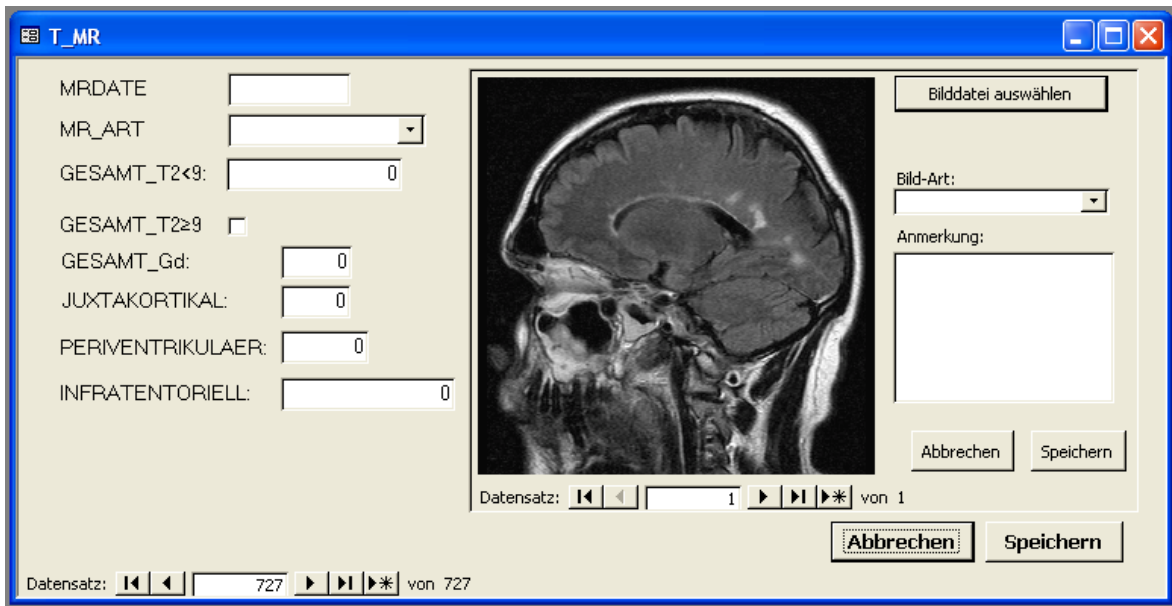 T_MR
MRDATE
MR_ART
GESAMT_T2<9: 0
GESAMT_T2≥9
GESAMT_Gd: 0
JUXTAKORTIKAL: 0
PERIVENTRIKULAER: 0
INFRATENTORIELL: 0
Bilddatei auswählen
Bild-Art:
Anmerkung:
Abbrechen Speichern
Datensatz: 1 von 1
Abbrechen Speichern
Datensatz: 727 von 727